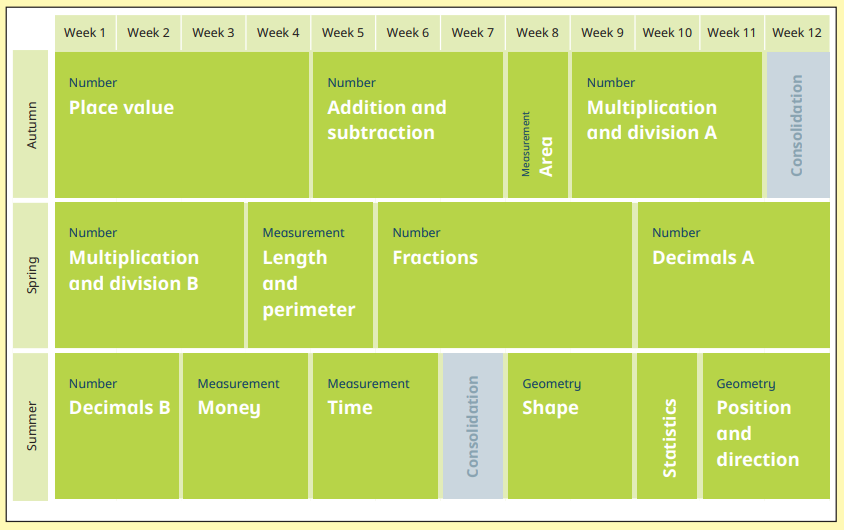 Week 1 Week 2 Week 3 Week 4 Week 5 Week 6 Week 7 Week 8 Week 9 Week 10 Week 11 Week 12
Autumn
Number
Place value
Number
Addition and
subtraction
Measurement
Area
Number
Multiplication
and division A
Consolidation
Spring
Number
Multiplication
and division B
Measurement
Length
and
perimeter
Number
Fractions
Number
Decimals A
Summer
Number
Decimals B
Measurement
Money
Measurement
Time
Consolidation
Geometry
Shape
Statistics
Geometry
Position
and
direction